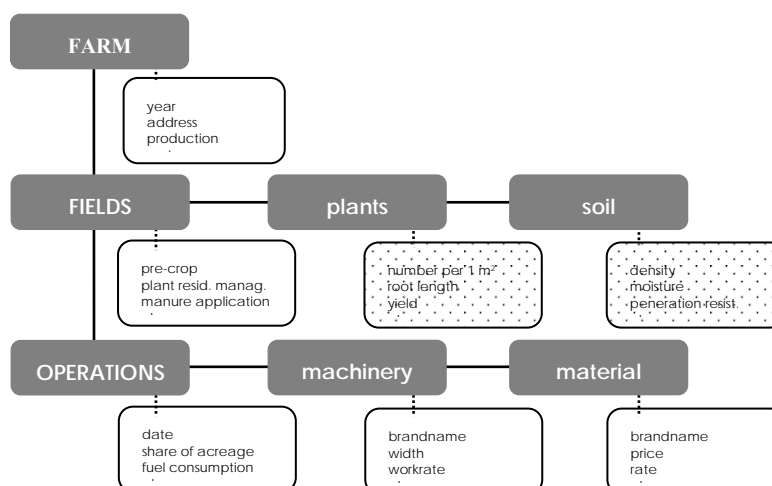 FARM
year
address
production
.
FIELDS
plants
soil
pre-crop
plant resid. manag.
manure application
.
number per 1 m²
root length
yield
.
density
moisture
peneration resist.
.
OPERATIONS
machinery
material
date
share of acreage
fuel consumption
.
brandname
width
workrate
.
brandname
price
rate
.